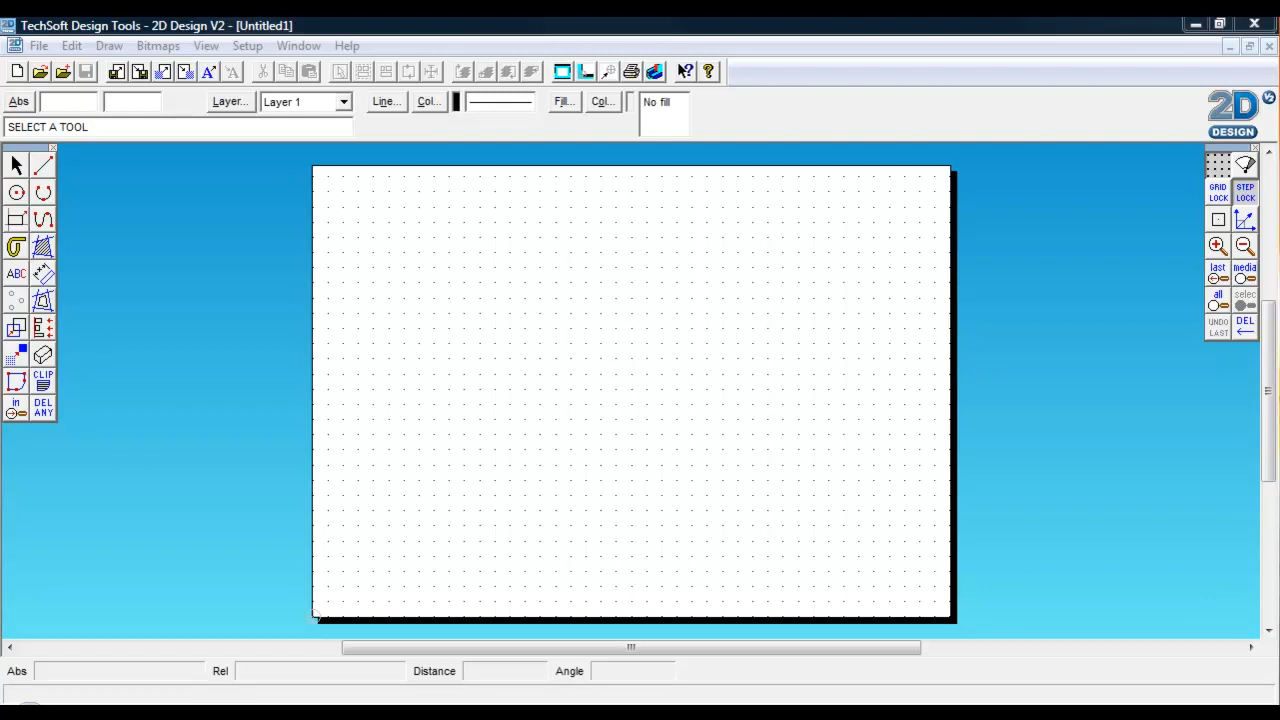 TechSoft Design Tools - 2D Design V2 - [Untitled1]
File Edit Draw Bitmaps View Setup Window Help
Abs Layer... Layer 1 Line... Col... Fill... Col... No fill
SELECT A TOOL
2D V2
DESIGN
GRID LOCK STEP LOCK
ABC
last media
all selec
UNDO LAST DEL
CLIP
in DEL ANY
Abs Rel Distance Angle